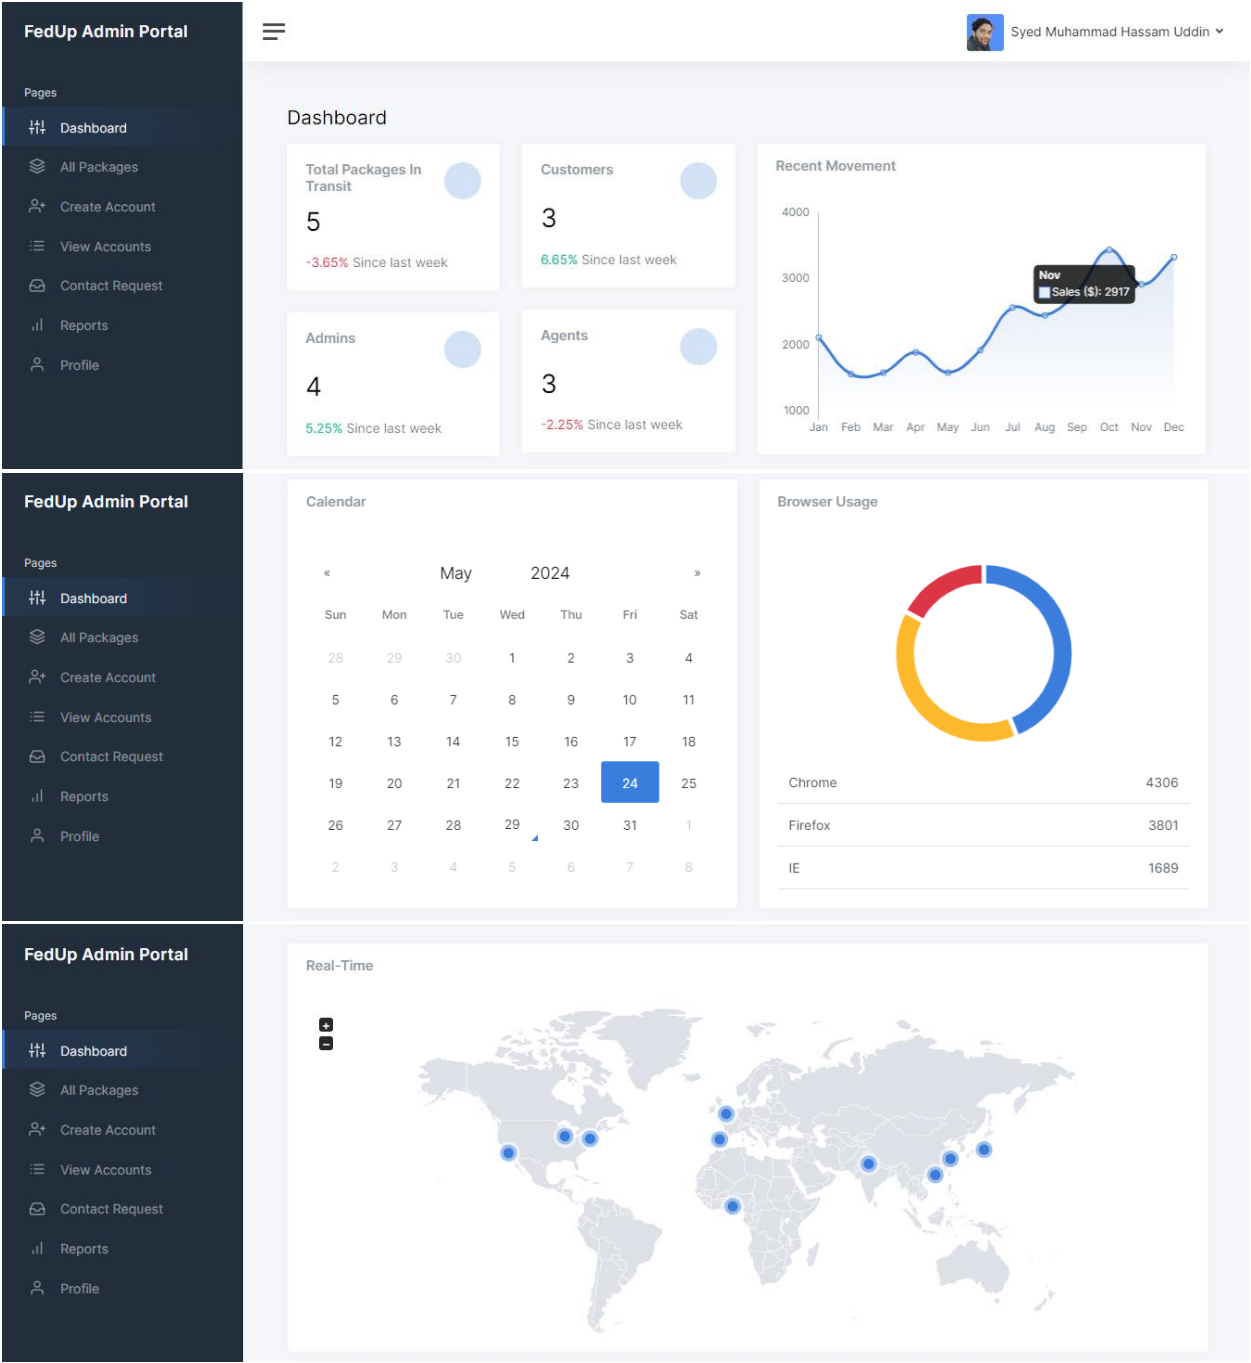 FedUp Admin Portal
Syed Muhammad Hassam Uddin
Pages
Dashboard
All Packages
Create Account
View Accounts
Contact Request
Reports
Profile
Dashboard
Total Packages In
Transit
5
-3.65% Since last week
Customers
3
6.65% Since last week
Admins
4
5.25% Since last week
Agents
3
-2.25% Since last week
Recent Movement
4000
3000
2000
1000
Nov
Sales ($): 2917
Jan Feb Mar Apr May Jun Jul Aug Sep Oct Nov Dec
FedUp Admin Portal
Pages
Dashboard
All Packages
Create Account
View Accounts
Contact Request
Reports
Profile
Calendar
« May 2024 »
Sun Mon Tue Wed Thu Fri Sat
28 29 30 1 2 3 4
5 6 7 8 9 10 11
12 13 14 15 16 17 18
19 20 21 22 23 24 25
26 27 28 29 30 31 1
2 3 4 5 6 7 8
Browser Usage
Chrome 4306
Firefox 3801
IE 1689
FedUp Admin Portal
Pages
Dashboard
All Packages
Create Account
View Accounts
Contact Request
Reports
Profile
Real-Time
+
-